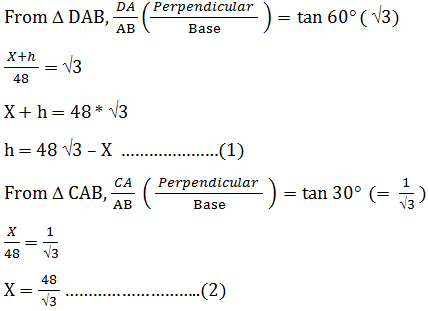 From Δ DAB, DA/AB (Perpendicular/Base) = tan 60° ( √3)
X+h/48 = √3
X + h = 48 * √3
h = 48 √3 – X …………………(1)
From Δ CAB, CA/AB (Perpendicular/Base) = tan 30° (= 1/√3 )
X/48 = 1/√3
X = 48/√3 ………………………..(2)